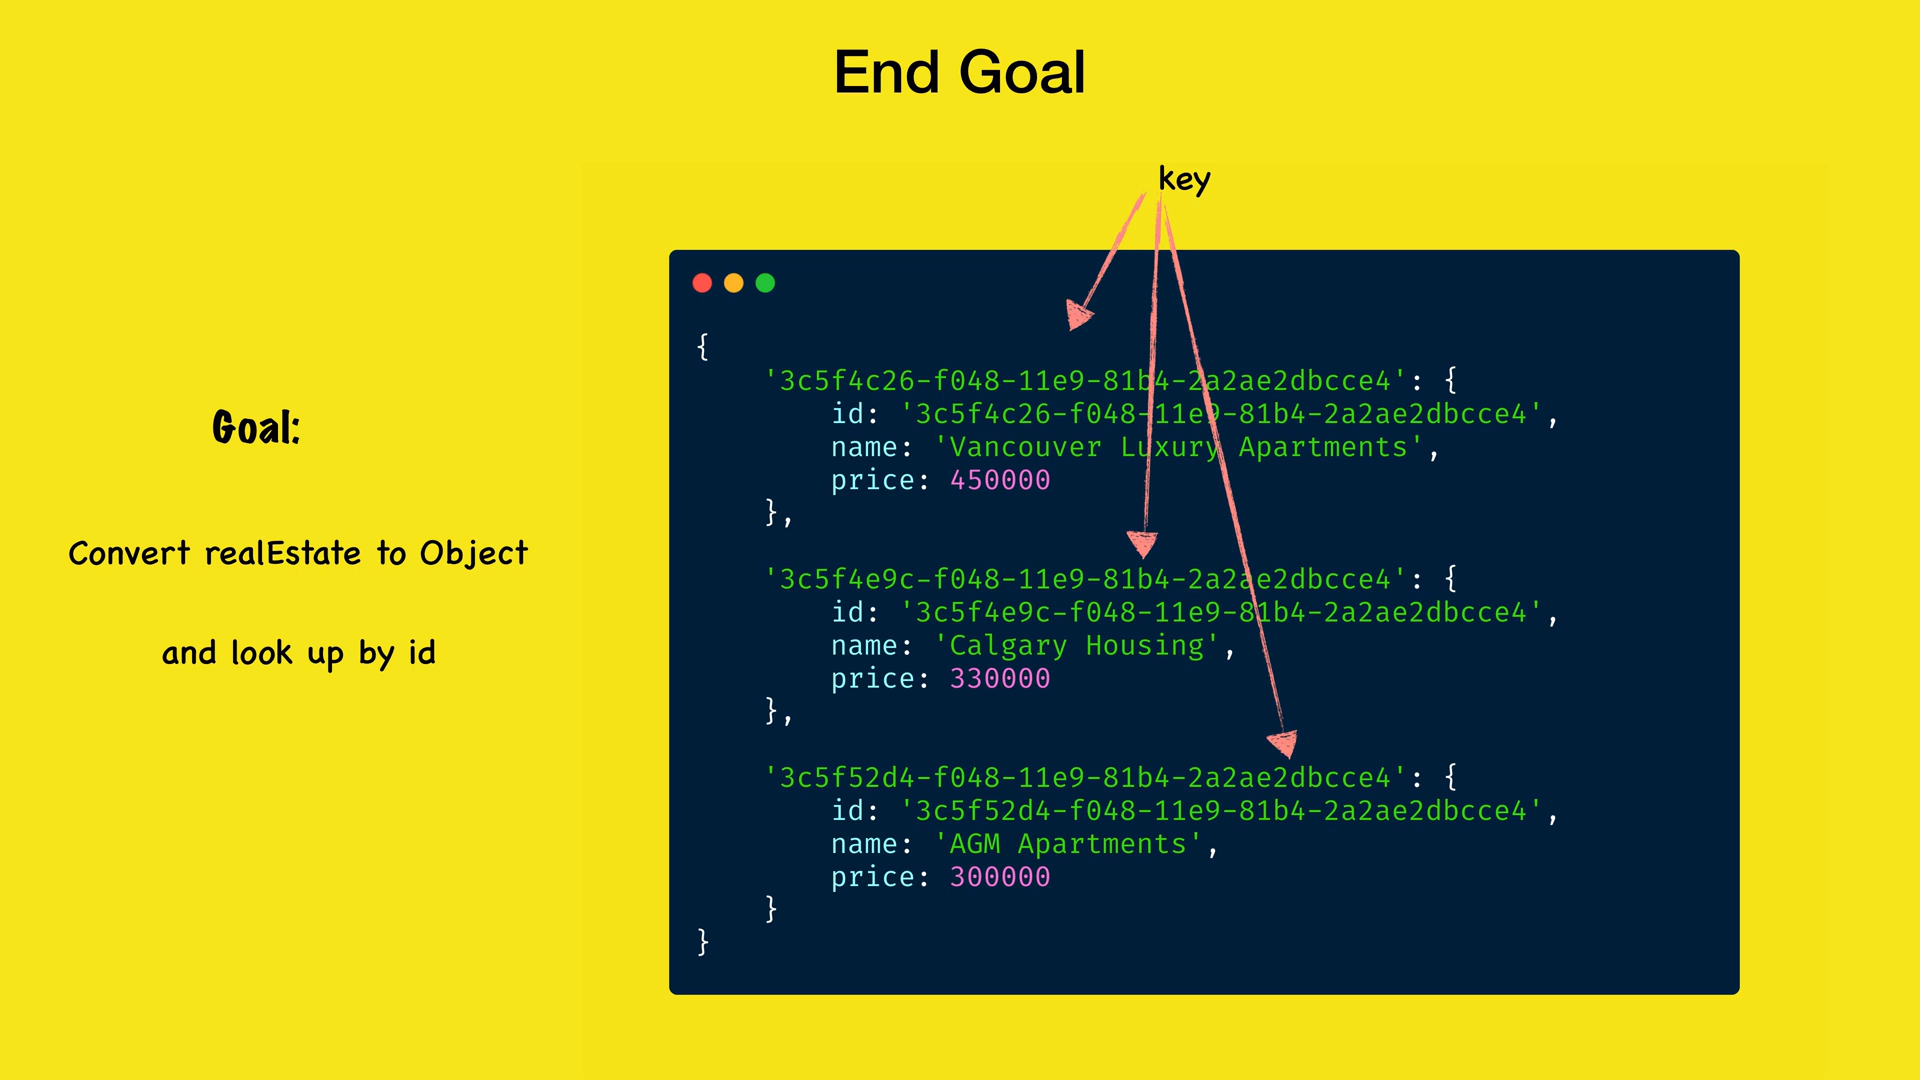 End Goal
key
Goal:
Convert realEstate to Object
and look up by id
{
'3c5f4c26-f048-11e9-81b4-2a2ae2dbcce4': {
id: '3c5f4c26-f048-11e9-81b4-2a2ae2dbcce4',
name: 'Vancouver Luxury Apartments',
price: 450000
},
'3c5f4e9c-f048-11e9-81b4-2a2ae2dbcce4': {
id: '3c5f4e9c-f048-11e9-81b4-2a2ae2dbcce4',
name: 'Calgary Housing',
price: 330000
},
'3c5f52d4-f048-11e9-81b4-2a2ae2dbcce4': {
id: '3c5f52d4-f048-11e9-81b4-2a2ae2dbcce4',
name: 'AGM Apartments',
price: 300000
}
}